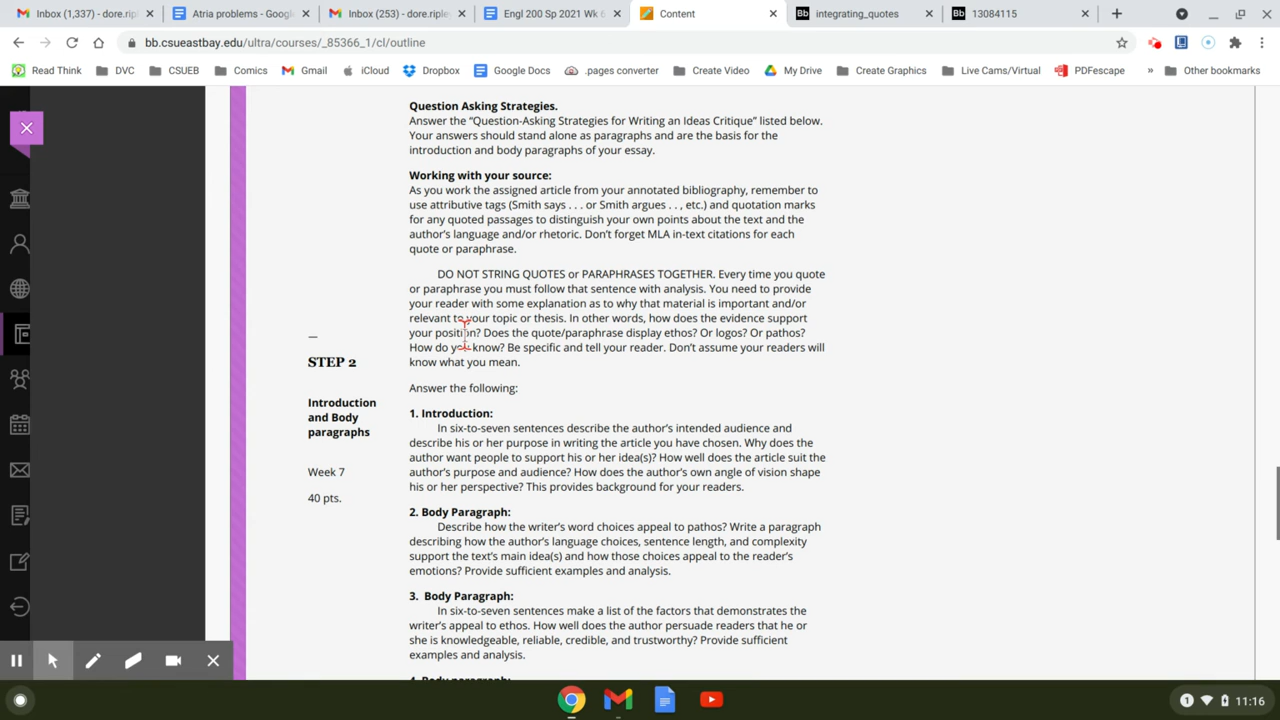 Inbox (1,337) - dore.rip
Atria problems - Googl
Inbox (253) - dore.ripley
Engl 200 Sp 2021 Wk 6
Content
Bb integrating_quotes
Bb 13084115
bb.csueastbay.edu/ultra/courses/_85366_1/cl/outline
Read Think
DVC
CSUEB
Comics
Gmail
iCloud
Dropbox
Google Docs
.pages converter
Create Video
My Drive
Create Graphics
Live Cams/Virtual
PDFescape
»
Other bookmarks
Question Asking Strategies.
Answer the “Question-Asking Strategies for Writing an Ideas Critique” listed below.
Your answers should stand alone as paragraphs and are the basis for the
introduction and body paragraphs of your essay.
Working with your source:
As you work the assigned article from your annotated bibliography, remember to
use attributive tags (Smith says . . . or Smith argues . . , etc.) and quotation marks
for any quoted passages to distinguish your own points about the text and the
author’s language and/or rhetoric. Don’t forget MLA in-text citations for each
quote or paraphrase.
DO NOT STRING QUOTES or PARAPHRASES TOGETHER. Every time you quote
or paraphrase you must follow that sentence with analysis. You need to provide
your reader with some explanation as to why that material is important and/or
relevant to your topic or thesis. In other words, how does the evidence support
your position? Does the quote/paraphrase display ethos? Or logos? Or pathos?
How do you know? Be specific and tell your reader. Don’t assume your readers will
know what you mean.
—
STEP 2
Introduction
and Body
paragraphs
Week 7
40 pts.
Answer the following:
1. Introduction:
In six-to-seven sentences describe the author’s intended audience and
describe his or her purpose in writing the article you have chosen. Why does the
author want people to support his or her idea(s)? How well does the article suit the
author’s purpose and audience? How does the author’s own angle of vision shape
his or her perspective? This provides background for your readers.
2. Body Paragraph:
Describe how the writer’s word choices appeal to pathos? Write a paragraph
describing how the author’s language choices, sentence length, and complexity
support the text’s main idea(s) and how those choices appeal to the reader’s
emotions? Provide sufficient examples and analysis.
3. Body Paragraph:
In six-to-seven sentences make a list of the factors that demonstrates the
writer’s appeal to ethos. How well does the author persuade readers that he or
she is knowledgeable, reliable, credible, and trustworthy? Provide sufficient
examples and analysis.
4. Body paragraph:
1
11:16